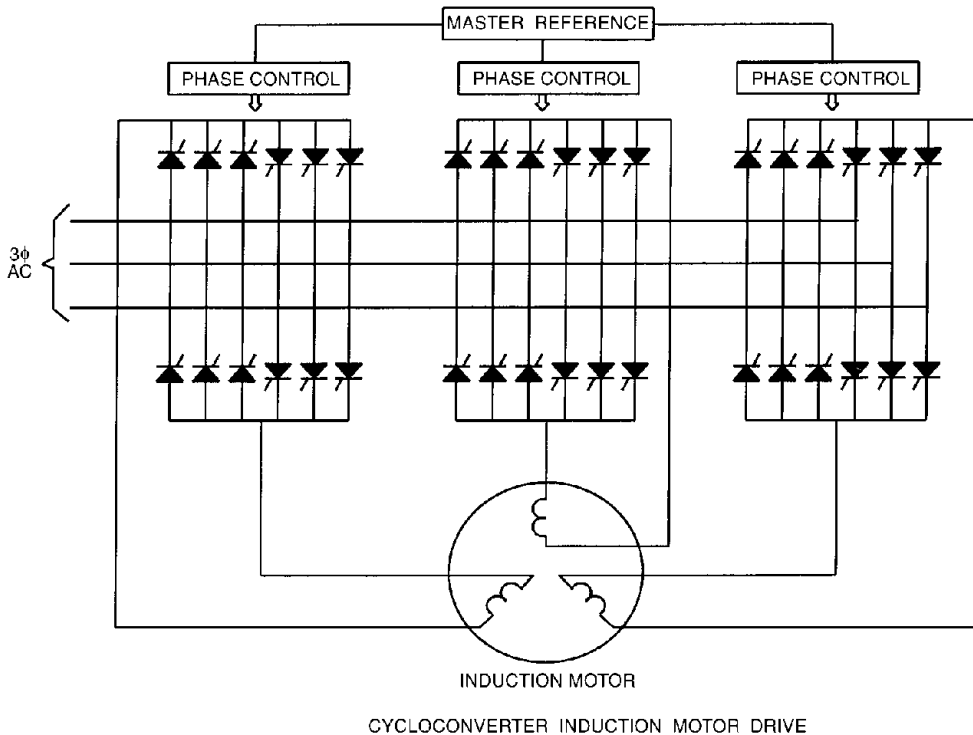 MASTER REFERENCE
PHASE CONTROL
PHASE CONTROL
PHASE CONTROL
3ϕ
AC
INDUCTION MOTOR
CYCLOCONVERTER INDUCTION MOTOR DRIVE